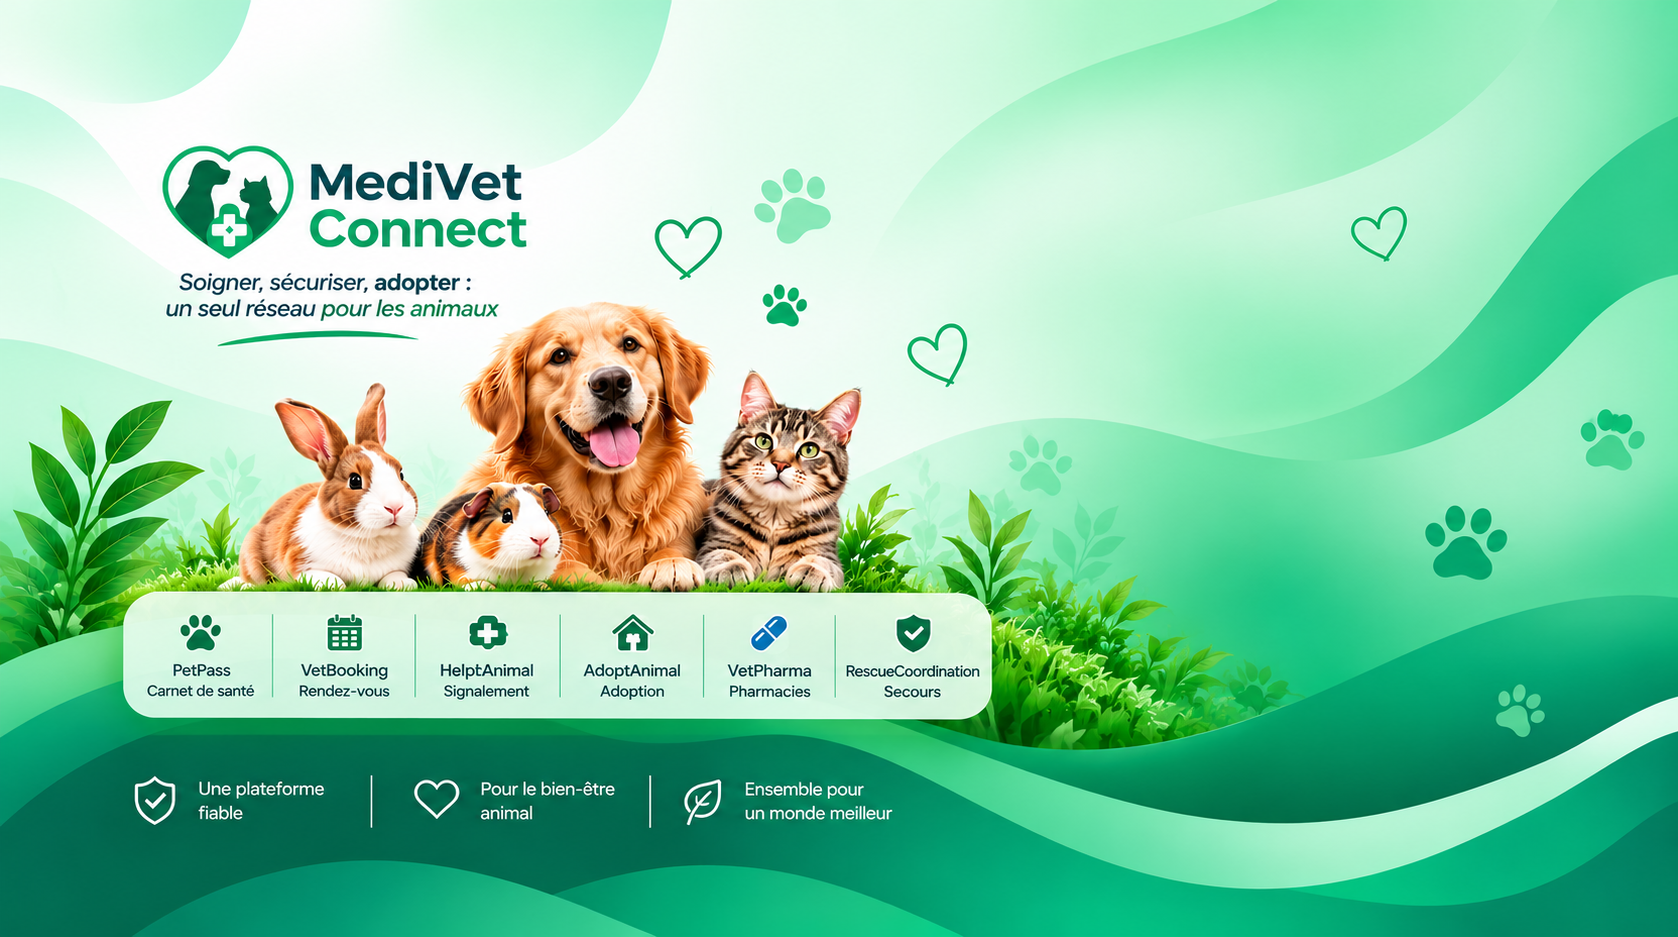 MediVet
Connect
Soigner, sécuriser, adopter :
un seul réseau pour les animaux
PetPass
Carnet de santé
VetBooking
Rendez-vous
HelptAnimal
Signalement
AdoptAnimal
Adoption
VetPharma
Pharmacies
RescueCoordination
Secours
Une plateforme
fiable
Pour le bien-être
animal
Ensemble pour
un monde meilleur